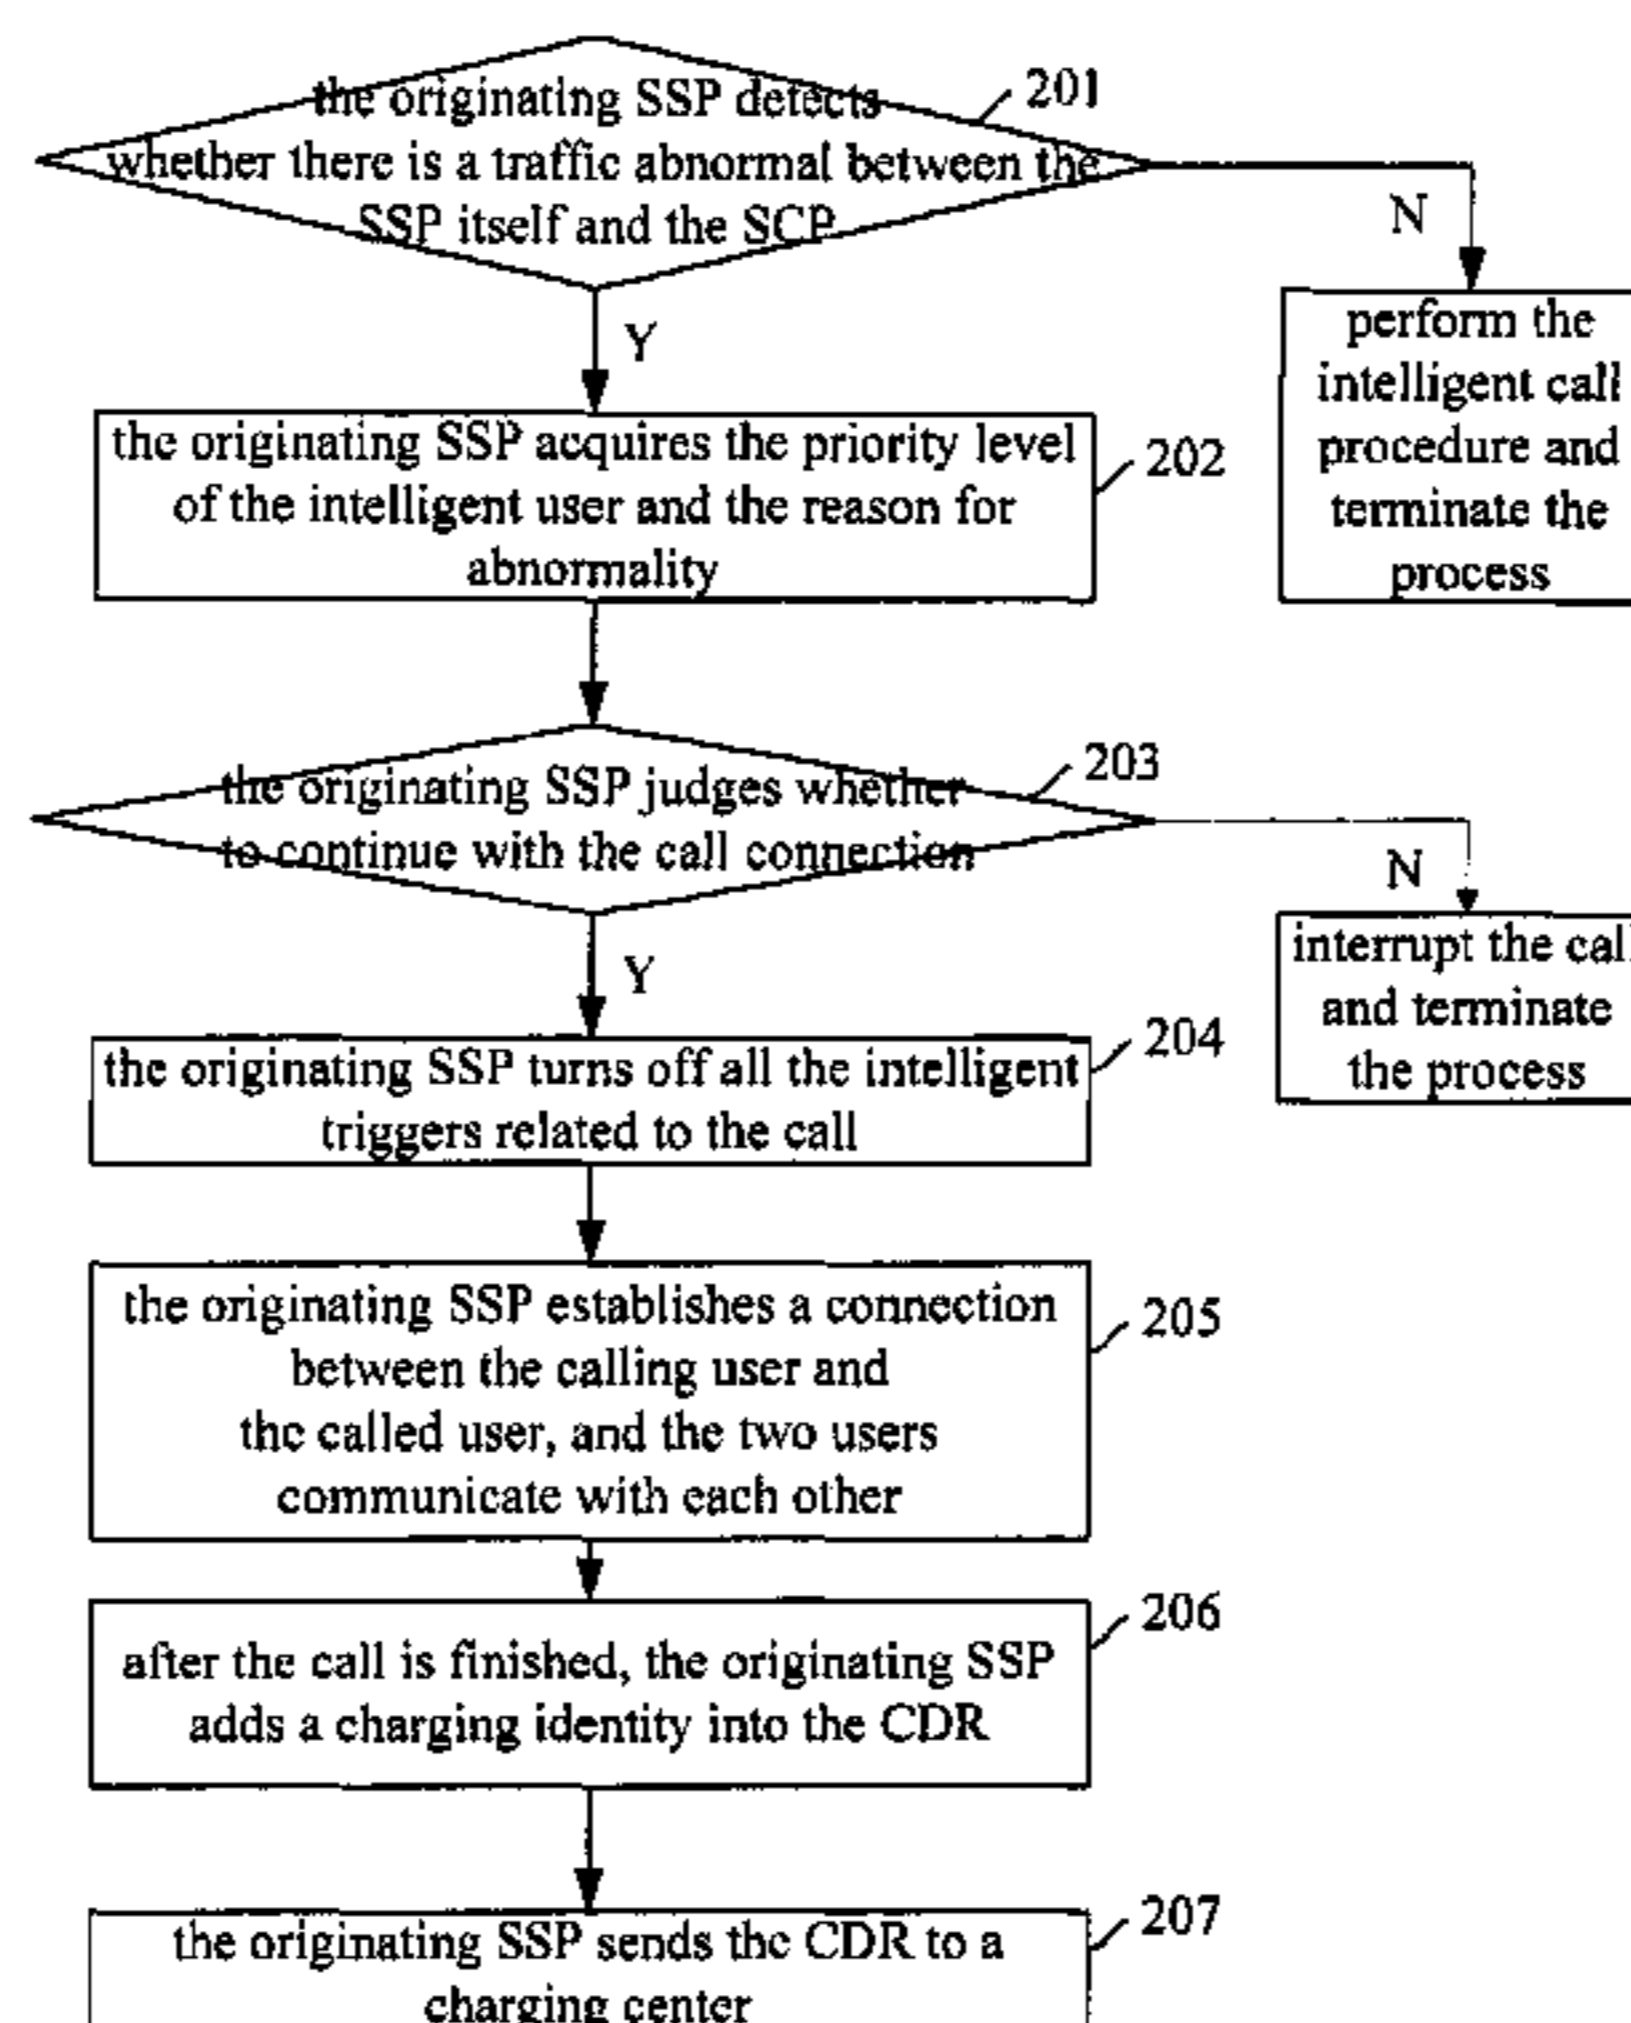 the originating SSP detects
whether there is a traffic abnormal between the
SSP itself and the SCP
201
N
Y
perform the
intelligent call
procedure and
terminate the
process
the originating SSP acquires the priority level
of the intelligent user and the reason for
abnormality
202
the originating SSP judges whether
to continue with the call connection
203
N
Y
interrupt the call
and terminate
the process
the originating SSP turns off all the intelligent
triggers related to the call
204
the originating SSP establishes a connection
between the calling user and
the called user, and the two users
communicate with each other
205
after the call is finished, the originating SSP
adds a charging identity into the CDR
206
the originating SSP sends the CDR to a
charging center
207